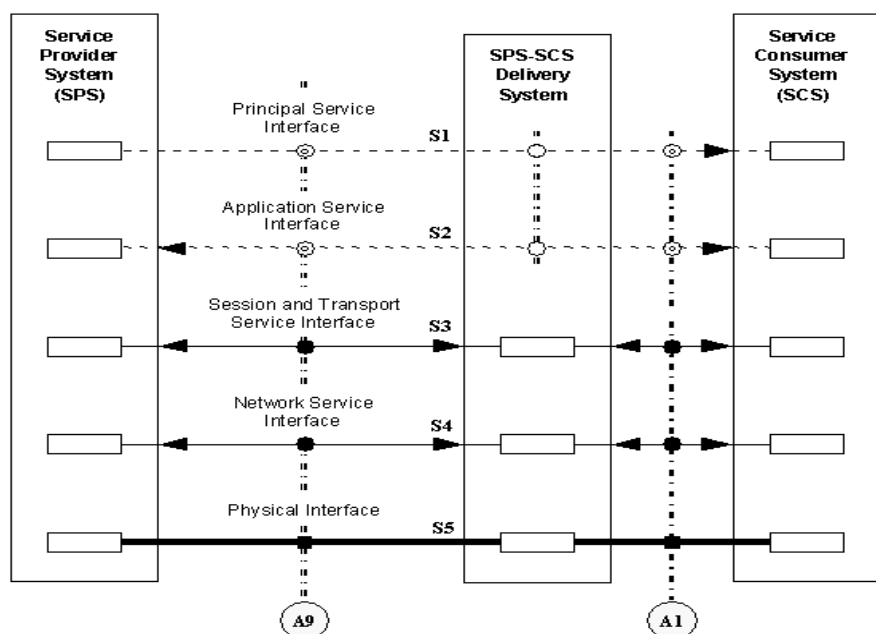 Service
Provider
System
(SPS)
SPS-SCS
Delivery
System
Service
Consumer
System
(SCS)
Principal Service
Interface
S1
Application Service
Interface
S2
Session and Transport
Service Interface
S3
Network Service
Interface
S4
Physical Interface
S5
A9
A1